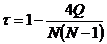 τ = 1 - 4Q / N(N-1)